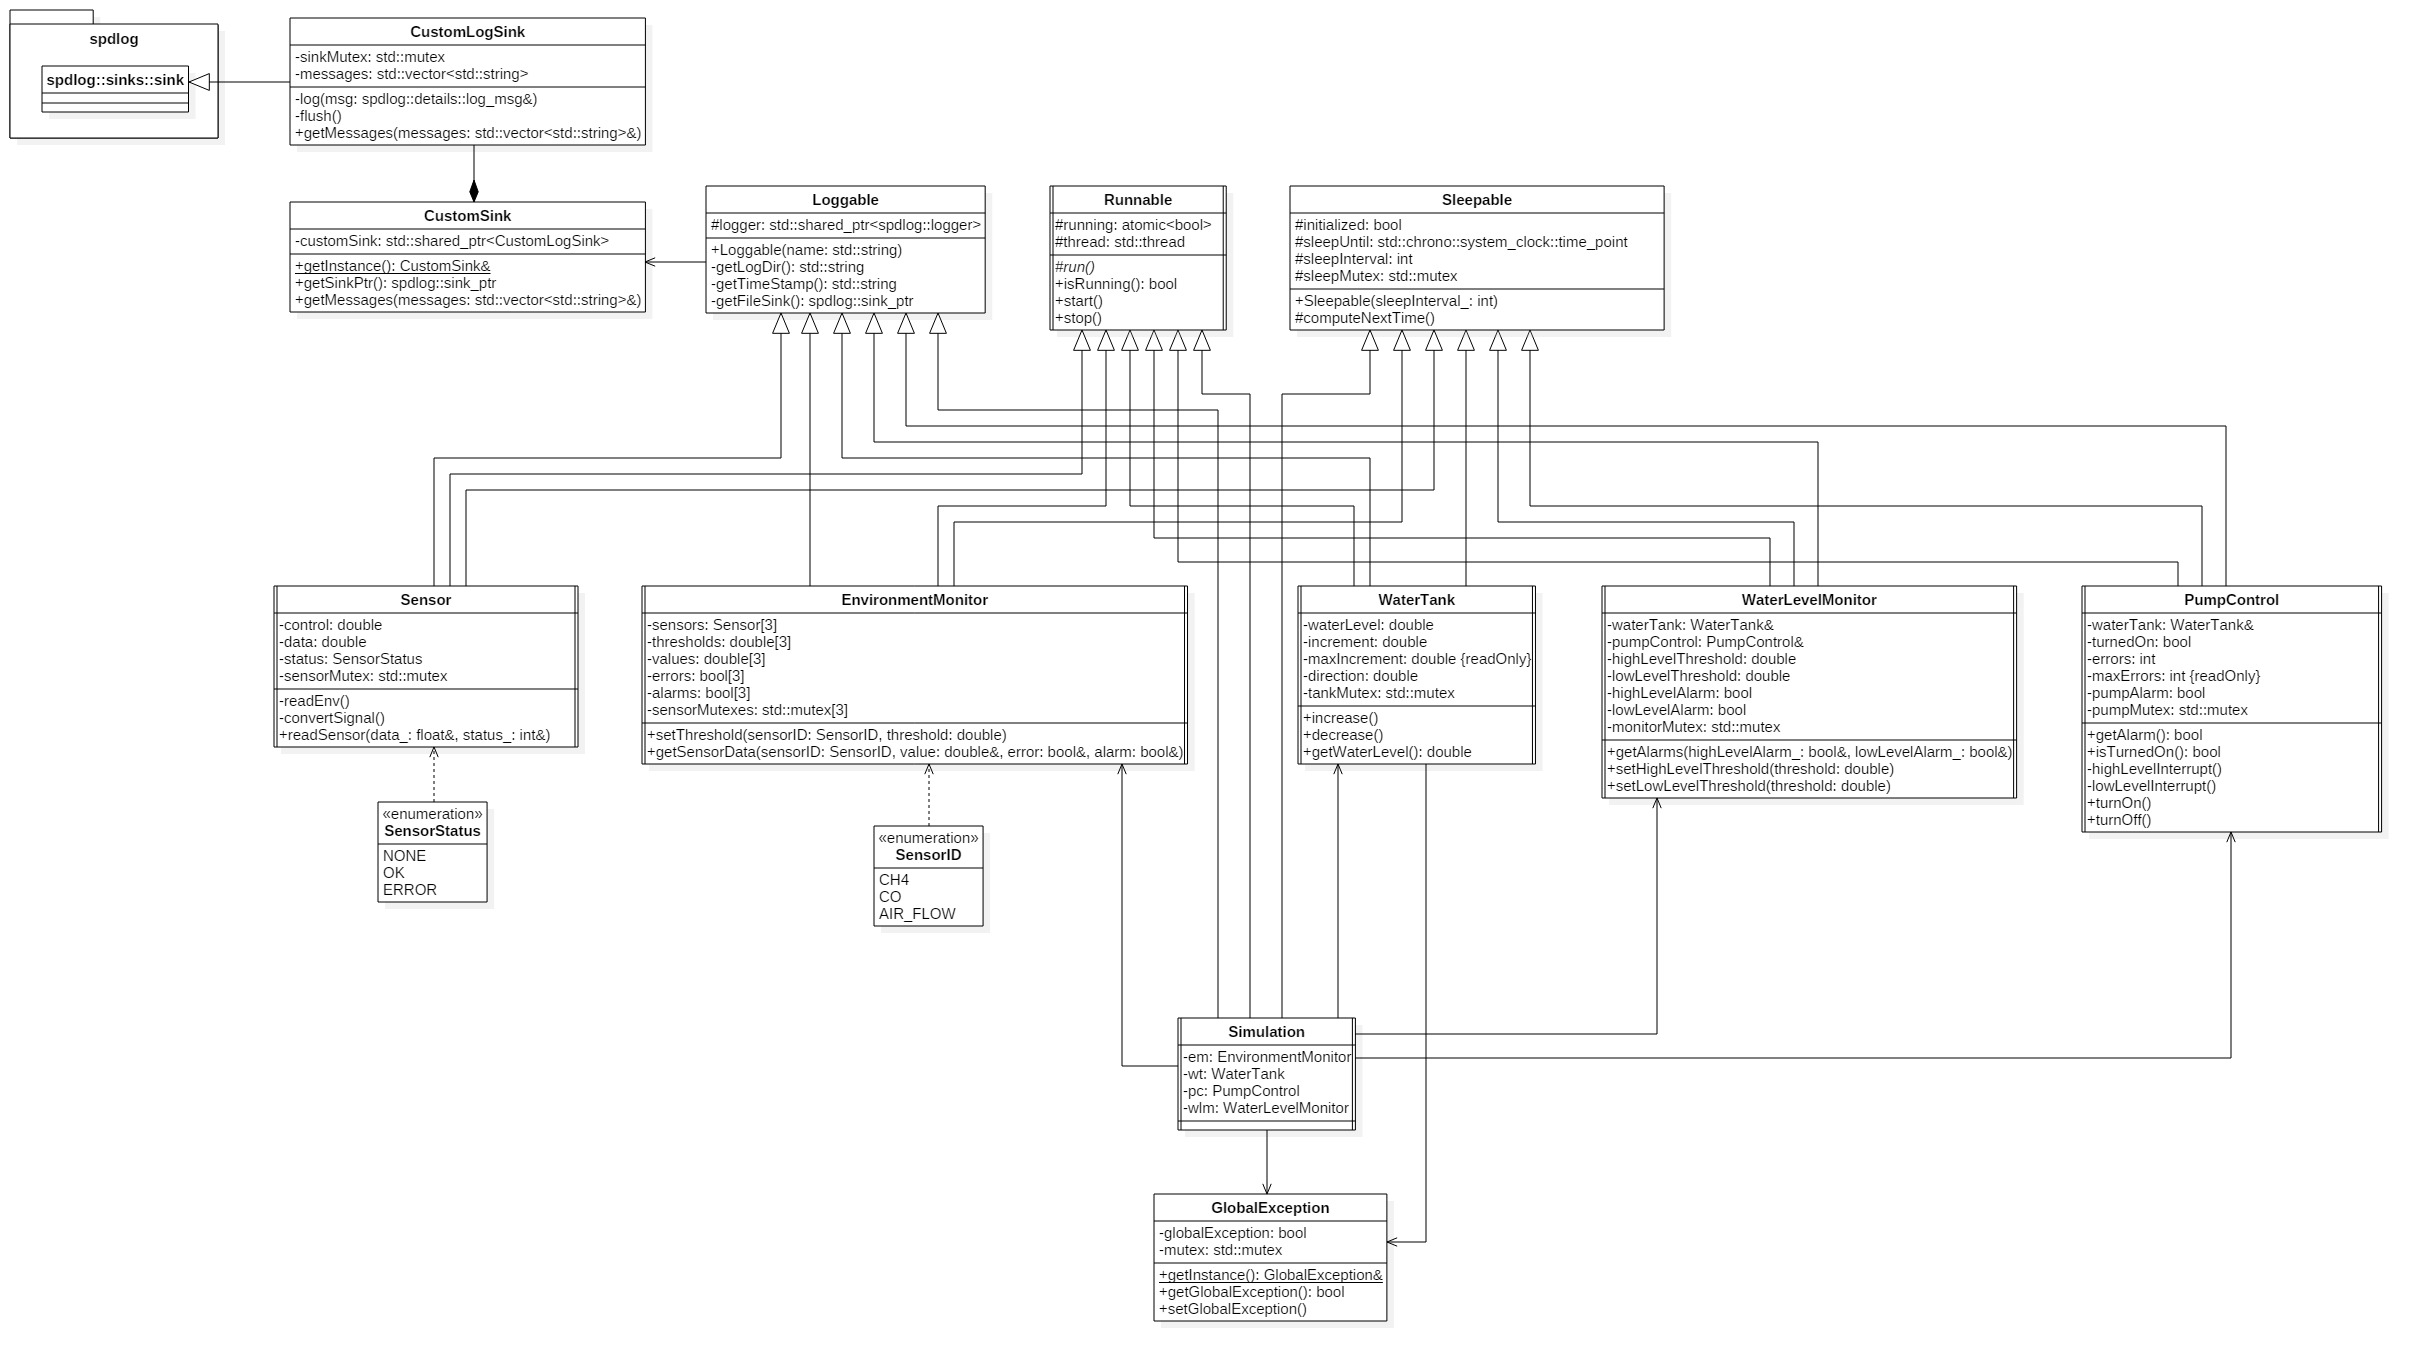 spdlog
spdlog::sinks::sink
CustomLogSink
-sinkMutex: std::mutex
-messages: std::vector<std::string>
-log(msg: spdlog::details::log_msg&)
-flush()
+getMessages(messages: std::vector<std::string>&)
CustomSink
-customSink: std::shared_ptr<CustomLogSink>
+getInstance(): CustomSink&
+getSinkPtr(): spdlog::sink_ptr
+getMessages(messages: std::vector<std::string>&)
Loggable
#logger: std::shared_ptr<spdlog::logger>
+Loggable(name: std::string)
-getLogDir(): std::string
-getTimeStamp(): std::string
-getFileSink(): spdlog::sink_ptr
Runnable
#running: atomic<bool>
#thread: std::thread
#run()
+isRunning(): bool
+start()
+stop()
Sleepable
#initialized: bool
#sleepUntil: std::chrono::system_clock::time_point
#sleepInterval: int
#sleepMutex: std::mutex
+Sleepable(sleepInterval_: int)
#computeNextTime()
Sensor
-control: double
-data: double
-status: SensorStatus
-sensorMutex: std::mutex
-readEnv()
-convertSignal()
+readSensor(data_: float&, status_: int&)
EnvironmentMonitor
-sensors: Sensor[3]
-thresholds: double[3]
-values: double[3]
-errors: bool[3]
-alarms: bool[3]
-sensorMutexes: std::mutex[3]
+setThreshold(sensorID: SensorID, threshold: double)
+getSensorData(sensorID: SensorID, value: double&, error: bool&, alarm: bool&)
WaterTank
-waterLevel: double
-increment: double
-maxIncrement: double {readOnly}
-direction: double
-tankMutex: std::mutex
+increase()
+decrease()
+getWaterLevel(): double
WaterLevelMonitor
-waterTank: WaterTank&
-pumpControl: PumpControl&
-highLevelThreshold: double
-lowLevelThreshold: double
-highLevelAlarm: bool
-lowLevelAlarm: bool
-monitorMutex: std::mutex
+getAlarms(highLevelAlarm_: bool&, lowLevelAlarm_: bool&)
+setHighLevelThreshold(threshold: double)
+setLowLevelThreshold(threshold: double)
PumpControl
-waterTank: WaterTank&
-turnedOn: bool
-errors: int
-maxErrors: int {readOnly}
-pumpAlarm: bool
-pumpMutex: std::mutex
+getAlarm(): bool
+isTurnedOn(): bool
-highLevelInterrupt()
-lowLevelInterrupt()
+turnOn()
+turnOff()
«enumeration»
SensorStatus
NONE
OK
ERROR
«enumeration»
SensorID
CH4
CO
AIR_FLOW
Simulation
-em: EnvironmentMonitor
-wt: WaterTank
-pc: PumpControl
-wlm: WaterLevelMonitor
GlobalException
-globalException: bool
-mutex: std::mutex
+getInstance(): GlobalException&
+getGlobalException(): bool
+setGlobalException()